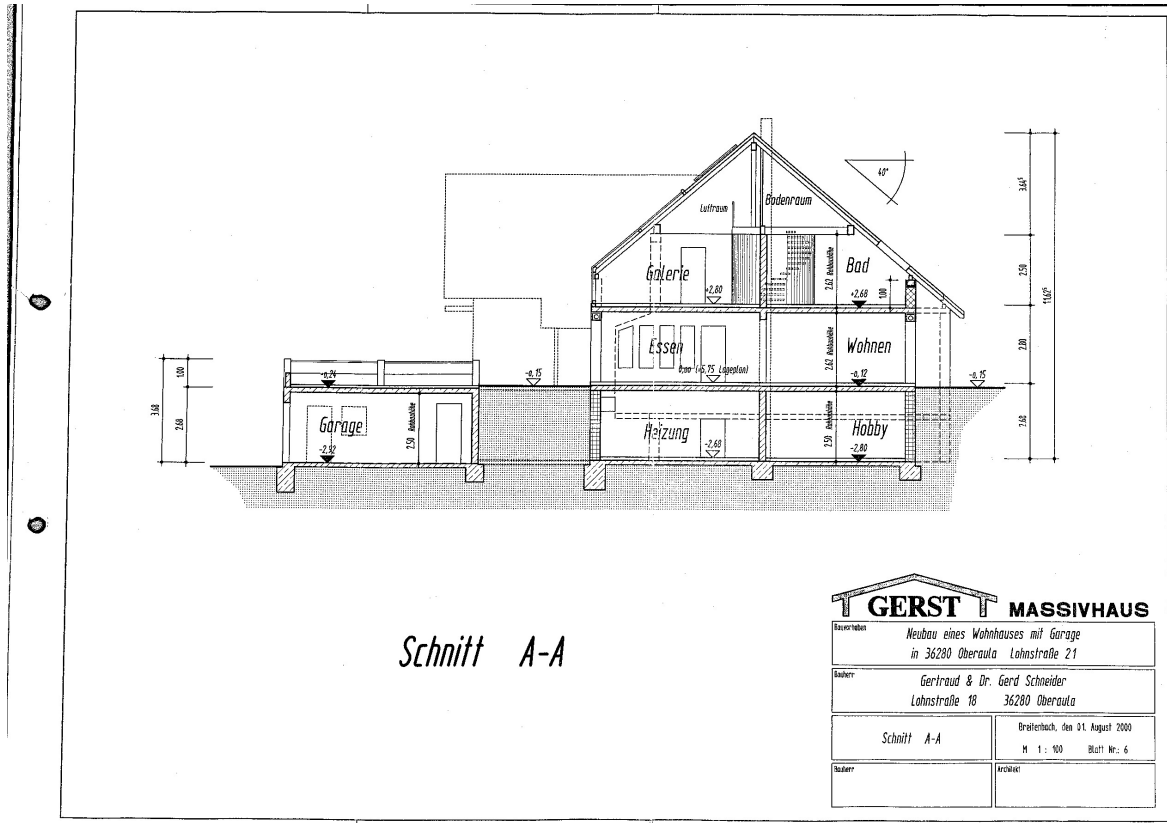 40°
3.64⁵
Luftraum
Bodenraum
Galerie
2.62 Rohbauhöhe
Bad
2.50
+2,80
+2,68
1.00
11.62⁵
Essen
2.62 Rohbauhöhe
Wohnen
2.80
1.00
-0,24
-0,15
0,00 (=5,75 Lageplan)
-0,12
-0,15
3.68
2.68
Garage
2.50 Rohbauhöhe
Heizung
2.50 Rohbauhöhe
Hobby
2.68
-2,92
-2,68
-2,80
Schnitt A-A
GERST MASSIVHAUS
Bauvorhaben
Neubau eines Wohnhauses mit Garage
in 36280 Oberaula Lohnstraße 21
Bauherr
Gertraud & Dr. Gerd Schneider
Lohnstraße 18 36280 Oberaula
Schnitt A-A
Breitenbach, den 01. August 2000
M 1 : 100 Blatt Nr.: 6
Bauherr
Architekt